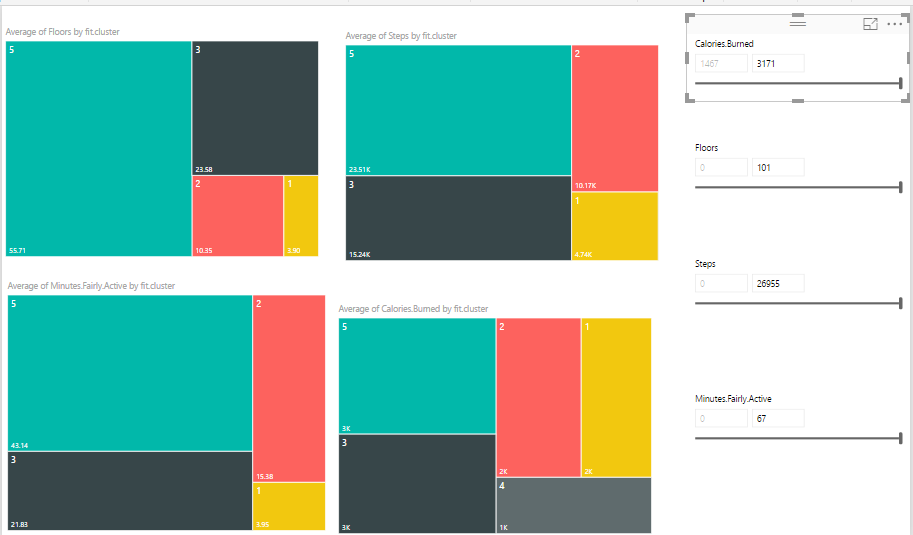 Average of Floors by fit.cluster
5
3
55.71
23.58
2
1
10.35
3.90
Average of Steps by fit.cluster
5
2
23.51K
3
10.17K
1
15.24K
4.74K
Average of Minutes.Fairly.Active by fit.cluster
5
2
43.14
3
15.38
1
21.83
3.95
Average of Calories.Burned by fit.cluster
5
2
1
3K
3
2K
2K
4
3K
1K
Calories.Burned
1467 3171
Floors
0 101
Steps
0 26955
Minutes.Fairly.Active
0 67